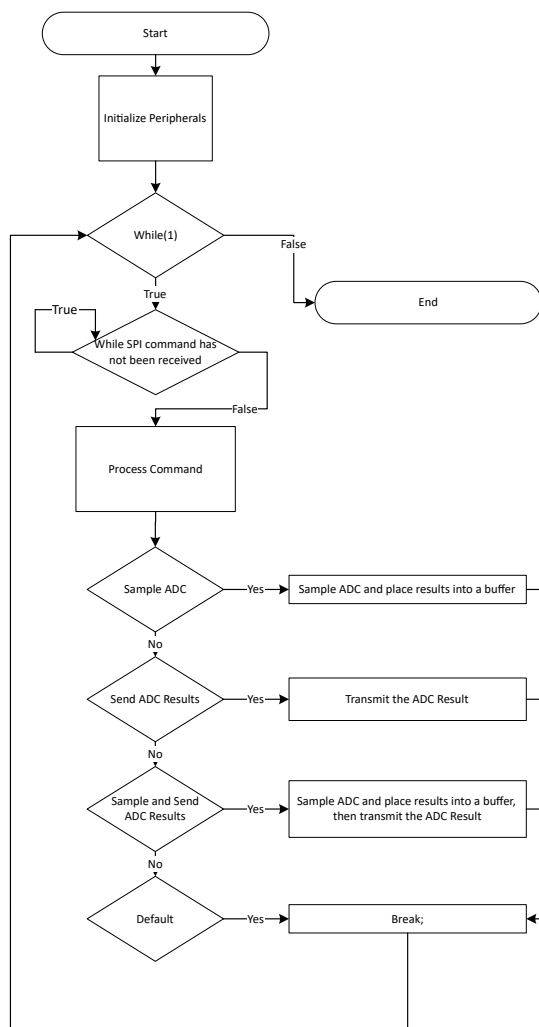 Start
Initialize Peripherals
While(1)
False
End
True
True
While SPI command has
not been received
False
Process Command
Sample ADC
Yes
Sample ADC and place results into a buffer
No
Send ADC Results
Yes
Transmit the ADC Result
No
Sample and Send
ADC Results
Yes
Sample ADC and place results into a buffer,
then transmit the ADC Result
No
Default
Yes
Break;